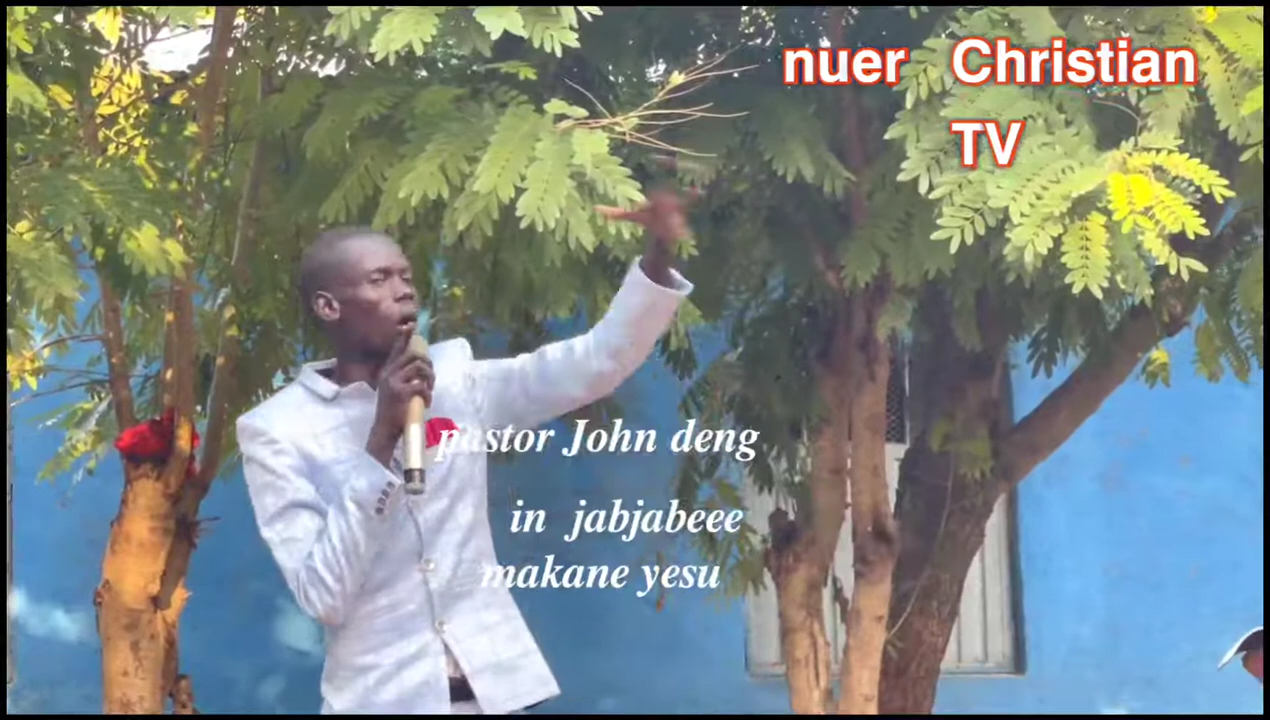 nuer Christian
TV
pastor John deng
in jabjabeee
makane yesu